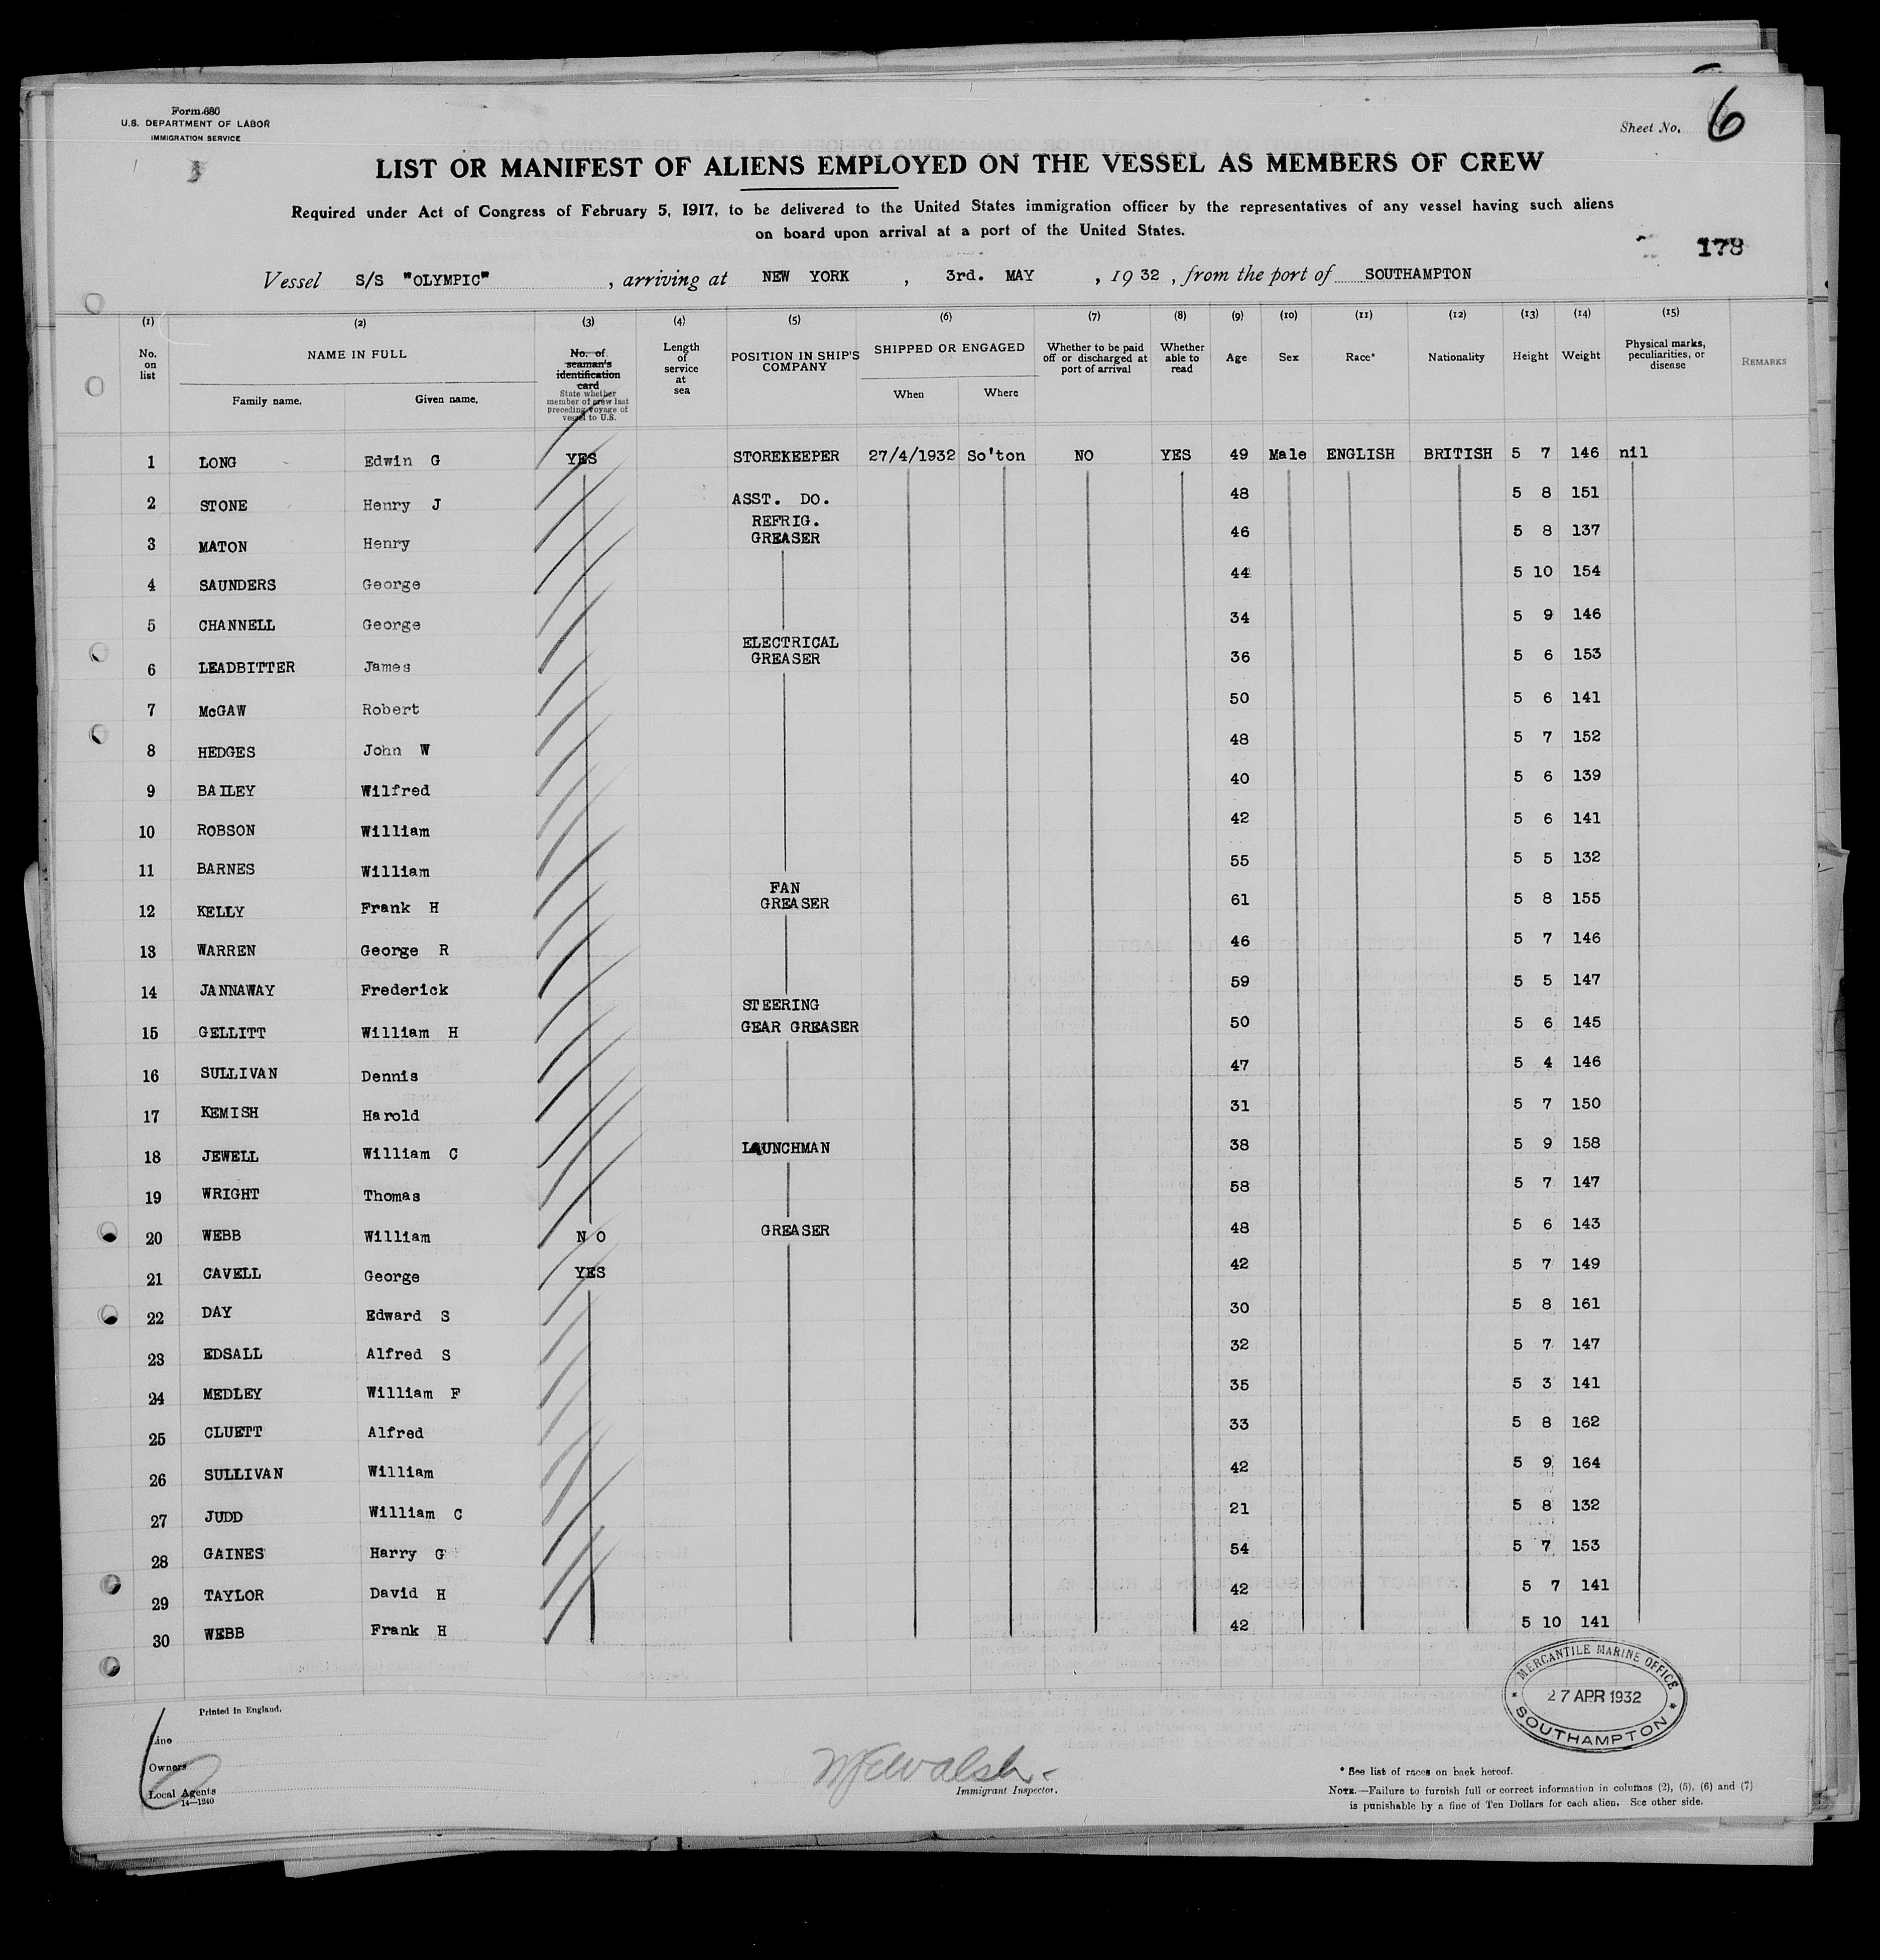 Form 680
U.S. DEPARTMENT OF LABOR
IMMIGRATION SERVICE
Sheet No. 6
LIST OR MANIFEST OF ALIENS EMPLOYED ON THE VESSEL AS MEMBERS OF CREW
Required under Act of Congress of February 5, 1917, to be delivered to the United States immigration officer by the representatives of any vessel having such aliens
on board upon arrival at a port of the United States.
178
Vessel S/S "OLYMPIC" , arriving at NEW YORK , 3rd. MAY , 1932 , from the port of SOUTHAMPTON
(1) (2) (3) (4) (5) (6) (7) (8) (9) (10) (11) (12) (13) (14) (15)
No. on list
NAME IN FULL
Family name. Given name.
No. of seaman's identification card
State whether member of crew last preceding voyage of vessel to U.S.
Length of service at sea
POSITION IN SHIP'S COMPANY
SHIPPED OR ENGAGED
When Where
Whether to be paid off or discharged at port of arrival
Whether able to read
Age
Sex
Race*
Nationality
Height
Weight
Physical marks, peculiarities, or disease
REMARKS
1 LONG Edwin G YES STOREKEEPER 27/4/1932 So'ton NO YES 49 Male ENGLISH BRITISH 5 7 146 nil
2 STONE Henry J ASST. DO. 48 5 8 151
3 MATON Henry REFRIG. GREASER 46 5 8 137
4 SAUNDERS George 44 5 10 154
5 CHANNELL George 34 5 9 146
6 LEADBITTER James ELECTRICAL GREASER 36 5 6 153
7 McGAW Robert 50 5 6 141
8 HEDGES John W 48 5 7 152
9 BAILEY Wilfred 40 5 6 139
10 ROBSON William 42 5 6 141
11 BARNES William 55 5 5 132
12 KELLY Frank H FAN GREASER 61 5 8 155
13 WARREN George R 46 5 7 146
14 JANNAWAY Frederick 59 5 5 147
15 GELLITT William H STEERING GEAR GREASER 50 5 6 145
16 SULLIVAN Dennis 47 5 4 146
17 KEMISH Harold 31 5 7 150
18 JEWELL William C LAUNCHMAN 38 5 9 158
19 WRIGHT Thomas 58 5 7 147
20 WEBB William NO GREASER 48 5 6 143
21 CAVELL George YES 42 5 7 149
22 DAY Edward S 30 5 8 161
23 EDSALL Alfred S 32 5 7 147
24 MEDLEY William F 35 5 3 141
25 CLUETT Alfred 33 5 8 162
26 SULLIVAN William 42 5 9 164
27 JUDD William C 21 5 8 132
28 GAINES Harry G 54 5 7 153
29 TAYLOR David H 42 5 7 141
30 WEBB Frank H 42 5 10 141
MERCANTILE MARINE OFFICE
27 APR 1932
SOUTHAMPTON
Printed in England.
Line
Owners
Local Agents
14—1240
6
Immigrant Inspector.
* See list of races on back hereof.
NOTE.—Failure to furnish full or correct information in columns (2), (5), (6) and (7)
is punishable by a fine of Ten Dollars for each alien. See other side.